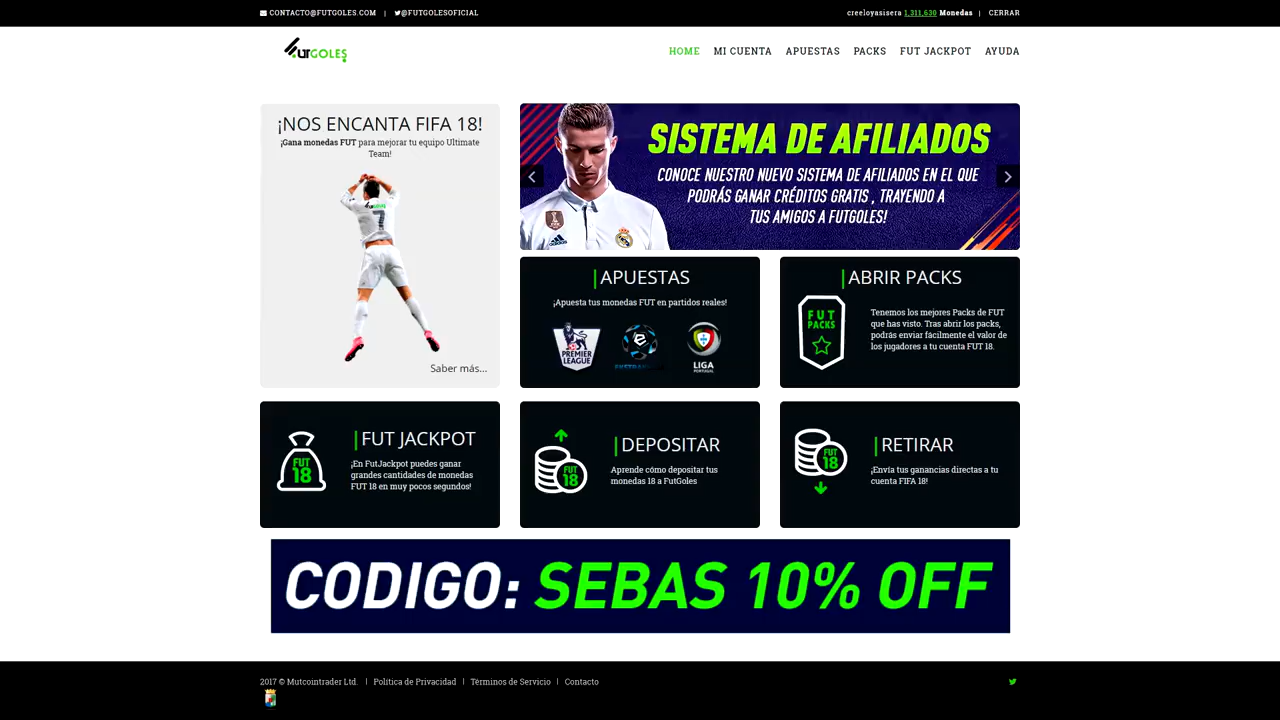 CONTACTO@FUTGOLES.COM | @FUTGOLESOFICIAL
creeloyasisera 1,311,630 Monedas | CERRAR
FUTGOLES
HOME MI CUENTA APUESTAS PACKS FUT JACKPOT AYUDA
¡NOS ENCANTA FIFA 18!
¡Gana monedas FUT para mejorar tu equipo Ultimate
Team!
7
Saber más...
SISTEMA DE AFILIADOS
CONOCE NUESTRO NUEVO SISTEMA DE AFILIADOS EN EL QUE
PODRÁS GANAR CRÉDITOS GRATIS , TRAYENDO A
TUS AMIGOS A FUTGOLES!
|APUESTAS
¡Apuesta tus monedas FUT en partidos reales!
PREMIER
LEAGUE
LIGA
PORTUGAL
|ABRIR PACKS
FUT
PACKS
Tenemos los mejores Packs de FUT
que has visto. Tras abrir los packs,
podrás enviar fácilmente el valor de
los jugadores a tu cuenta FUT 18.
FUT
18
|FUT JACKPOT
¡En FutJackpot puedes ganar
grandes cantidades de monedas
FUT 18 en muy pocos segundos!
FUT
18
|DEPOSITAR
Aprende cómo depositar tus
monedas 18 a FutGoles
FUT
18
|RETIRAR
¡Envía tus ganancias directas a tu
cuenta FIFA 18!
CODIGO: SEBAS 10% OFF
2017 © Mutcointrader Ltd. | Política de Privacidad | Términos de Servicio | Contacto